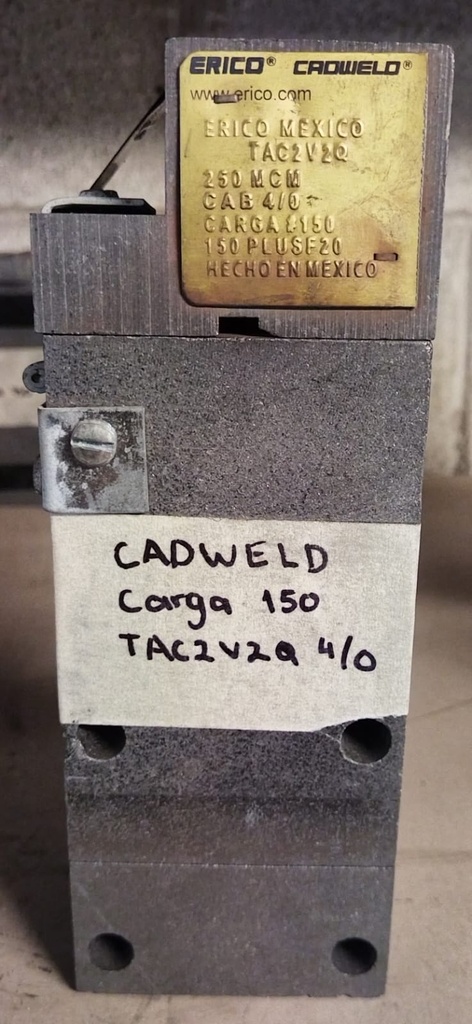 ERICO® CADWELD®
www.erico.com
ERICO MEXICO
TAC2V2Q
250 MCM
CAB 4/0
CARGA #150
150 PLUSF20
HECHO EN MEXICO
CADWELD
Carga 150
TAC2V2Q 4/0